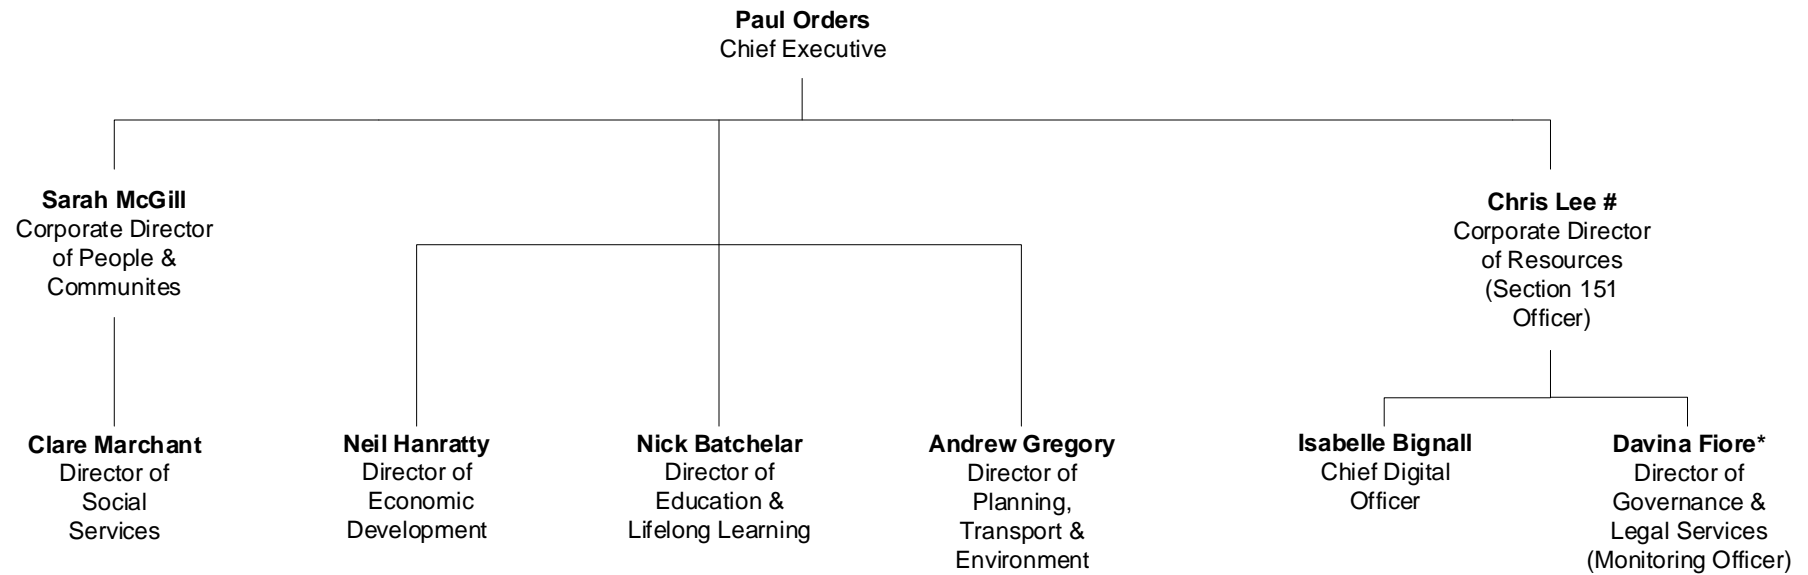 Paul Orders
Chief Executive
Sarah McGill
Corporate Director
of People &
Communites
Chris Lee #
Corporate Director
of Resources
(Section 151
Officer)
Clare Marchant
Director of
Social
Services
Neil Hanratty
Director of
Economic
Development
Nick Batchelar
Director of
Education &
Lifelong Learning
Andrew Gregory
Director of
Planning,
Transport &
Environment
Isabelle Bignall
Chief Digital
Officer
Davina Fiore*
Director of
Governance &
Legal Services
(Monitoring Officer)